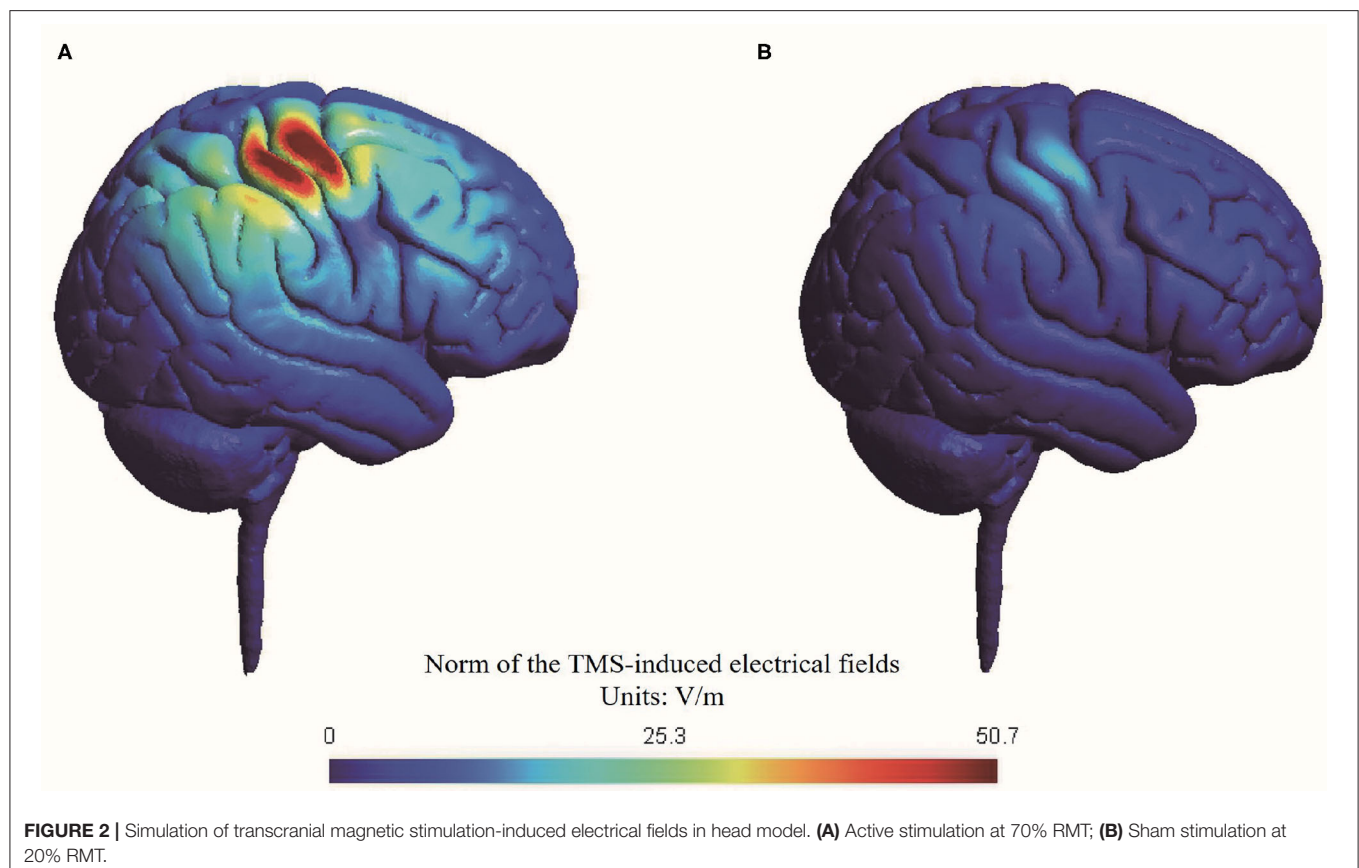 A
B
Norm of the TMS-induced electrical fields
Units: V/m
0 25.3 50.7
FIGURE 2 | Simulation of transcranial magnetic stimulation-induced electrical fields in head model. (A) Active stimulation at 70% RMT; (B) Sham stimulation at
20% RMT.